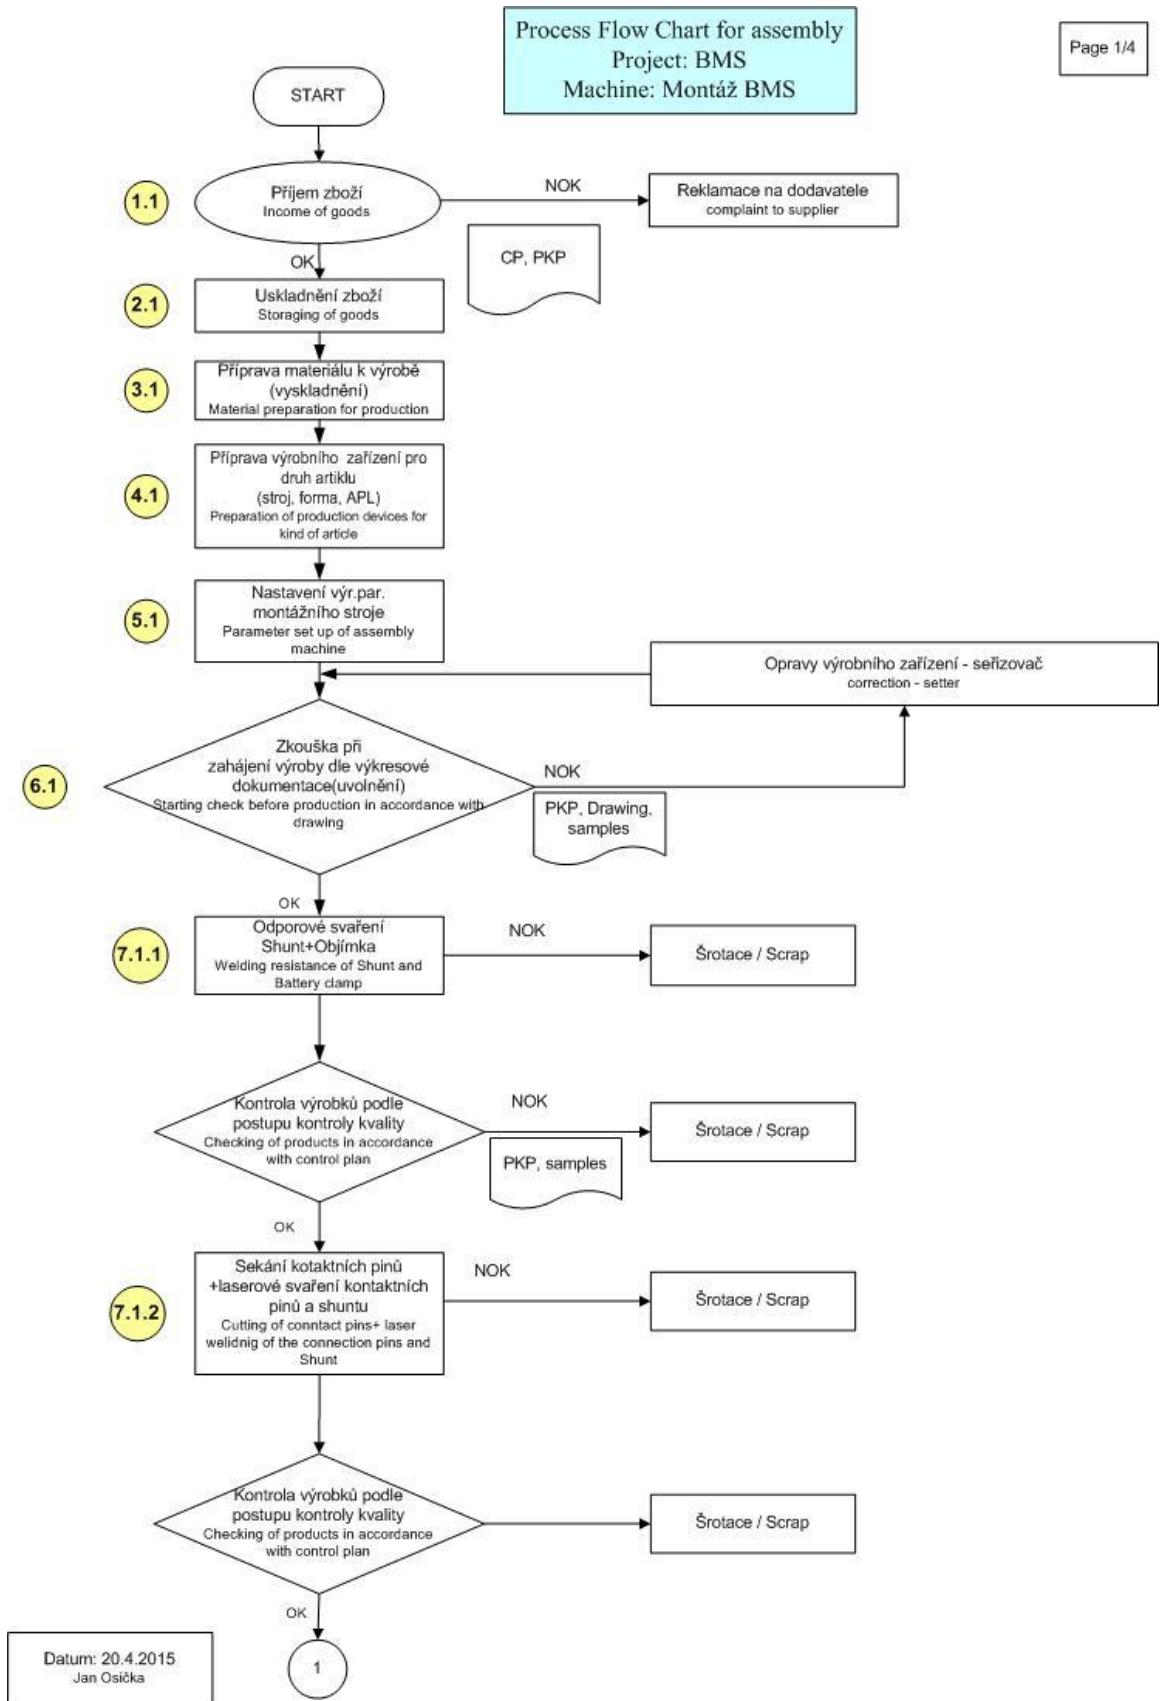 Process Flow Chart for assembly
Project: BMS
Machine: Montáž BMS
Page 1/4
START
1.1
Příjem zboží
Income of goods
NOK
Reklamace na dodavatele
complaint to supplier
CP, PKP
OK
2.1
Uskladnění zboží
Storaging of goods
3.1
Příprava materiálu k výrobě
(vyskladnění)
Material preparation for production
4.1
Příprava výrobního zařízení pro
druh artiklu
(stroj, forma, APL)
Preparation of production devices for
kind of article
5.1
Nastavení výr.par.
montážního stroje
Parameter set up of assembly
machine
Opravy výrobního zařízení - seřizovač
correction - setter
6.1
Zkouška při
zahájení výroby dle výkresové
dokumentace(uvolnění)
Starting check before production in accordance with
drawing
NOK
PKP, Drawing,
samples
OK
7.1.1
Odporové svaření
Shunt+Objímka
Welding resistance of Shunt and
Battery clamp
NOK
Šrotace / Scrap
Kontrola výrobků podle
postupu kontroly kvality
Checking of products in accordance
with control plan
NOK
PKP, samples
Šrotace / Scrap
OK
7.1.2
Sekání kotaktních pinů
+laserové svaření kontaktních
pinů a shuntu
Cutting of conntact pins+ laser
welidnig of the connection pins and
Shunt
NOK
Šrotace / Scrap
Kontrola výrobků podle
postupu kontroly kvality
Checking of products in accordance
with control plan
Šrotace / Scrap
OK
1
Datum: 20.4.2015
Jan Osička